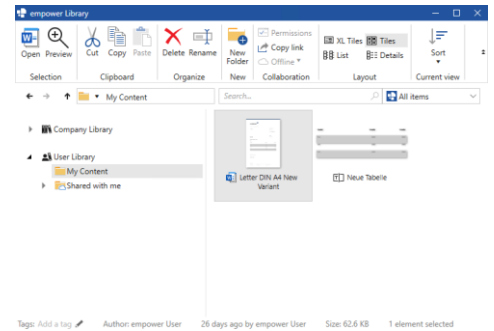 empower Library
Open Preview Cut Copy Paste Delete Rename New Folder Permissions Copy link Offline XL Tiles Tiles List Details Sort
Selection Clipboard Organize New Collaboration Layout Current view
My Content Search... All items
Company Library
User Library
My Content
Shared with me
Letter DIN A4 New Variant
Neue Tabelle
Tags: Add a tag Author: empower User 26 days ago by empower User Size: 62.6 KB 1 element selected